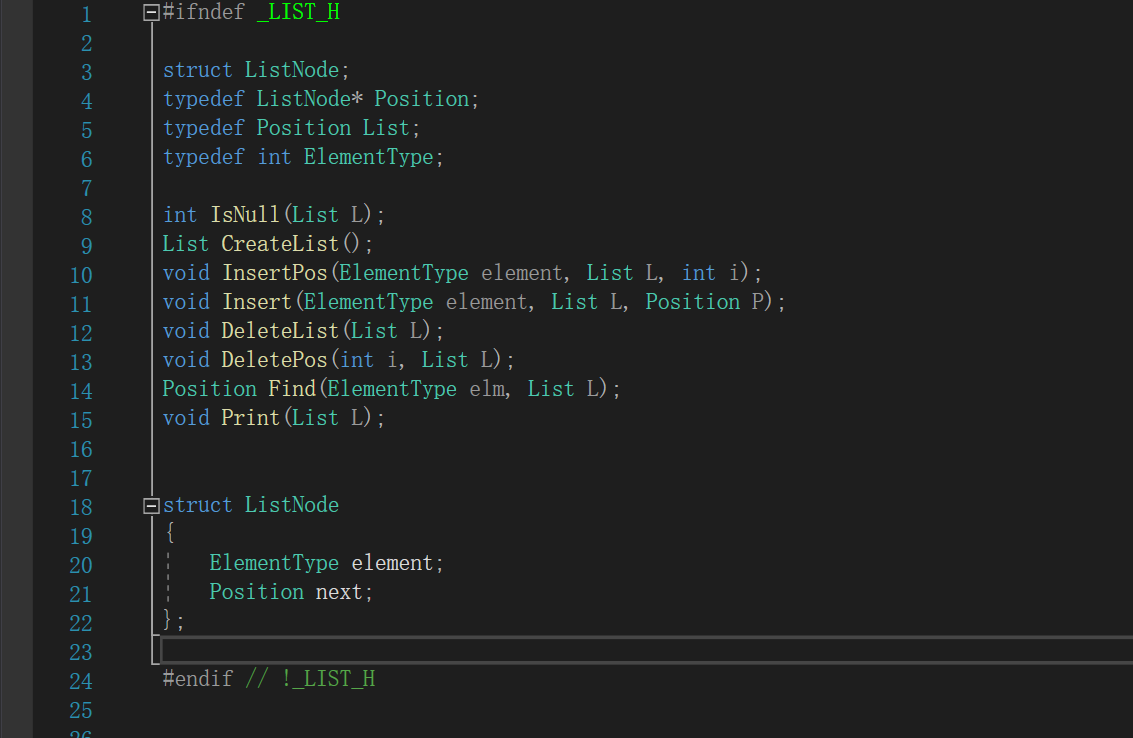 1 #ifndef _LIST_H
2
3 struct ListNode;
4 typedef ListNode* Position;
5 typedef Position List;
6 typedef int ElementType;
7
8 int IsNull(List L);
9 List CreateList();
10 void InsertPos(ElementType element, List L, int i);
11 void Insert(ElementType element, List L, Position P);
12 void DeleteList(List L);
13 void DeletePos(int i, List L);
14 Position Find(ElementType elm, List L);
15 void Print(List L);
16
17
18 struct ListNode
19 {
20 ElementType element;
21 Position next;
22 };
23
24 #endif // !_LIST_H
25